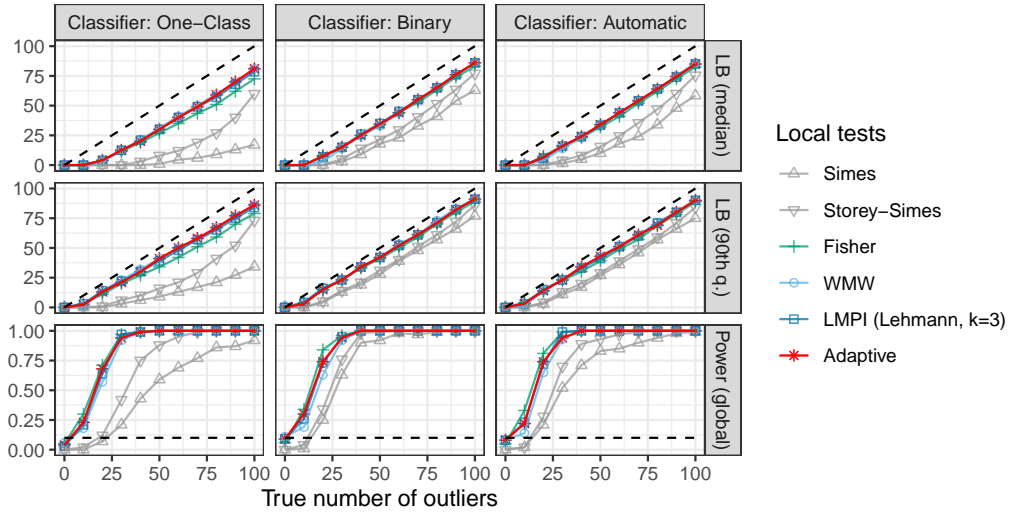 Classifier: One−Class
Classifier: Binary
Classifier: Automatic
100
75
50
25
0
LB (median)
100
75
50
25
0
LB (90th q.)
1.00
0.75
0.50
0.25
0.00
Power (global)
0 25 50 75 100
0 25 50 75 100
0 25 50 75 100
True number of outliers
Local tests
Simes
Storey−Simes
Fisher
WMW
LMPI (Lehmann, k=3)
Adaptive